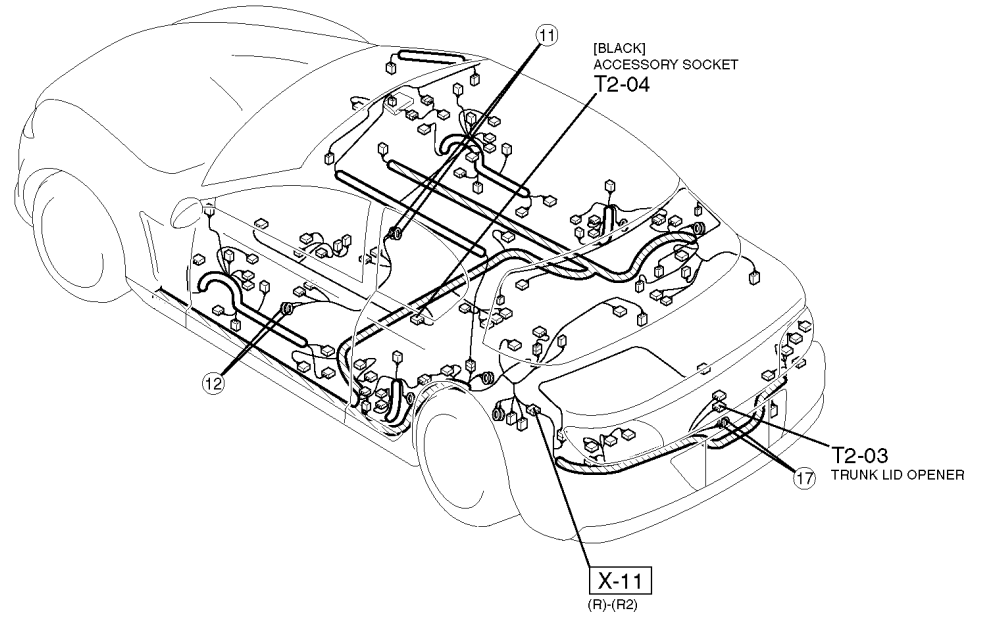 11
[BLACK]
ACCESSORY SOCKET
T2-04
12
T2-03
TRUNK LID OPENER
17
X-11
(R)-(R2)